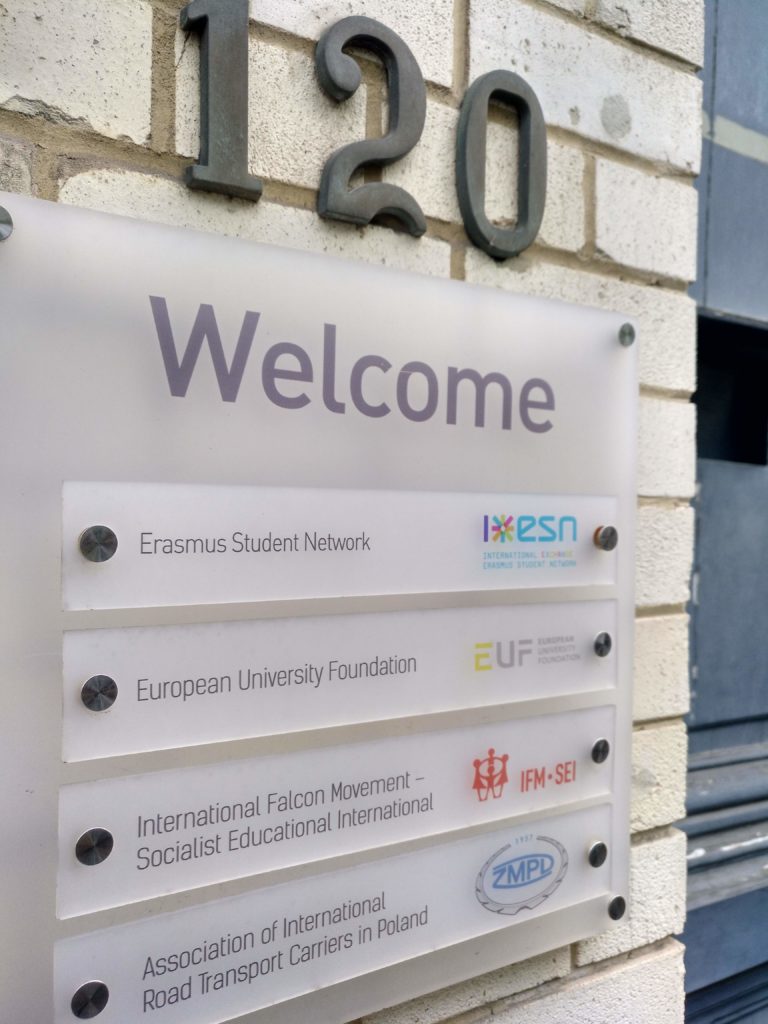 120
Welcome
Erasmus Student Network
esn
INTERNATIONAL EXCHANGE
ERASMUS STUDENT NETWORK
European University Foundation
EUF
EUROPEAN
UNIVERSITY
FOUNDATION
International Falcon Movement –
Socialist Educational International
IFM·SEI
Association of International
Road Transport Carriers in Poland
1957
ZMPD